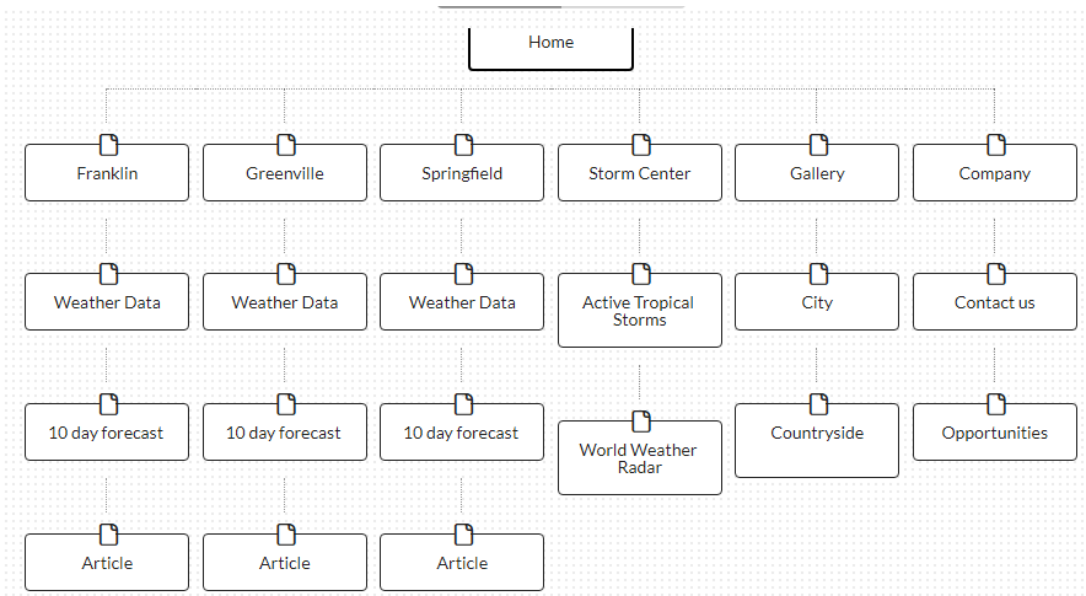 Home
Franklin
Greenville
Springfield
Storm Center
Gallery
Company
Weather Data
Weather Data
Weather Data
Active Tropical
Storms
City
Contact us
10 day forecast
10 day forecast
10 day forecast
World Weather
Radar
Countryside
Opportunities
Article
Article
Article